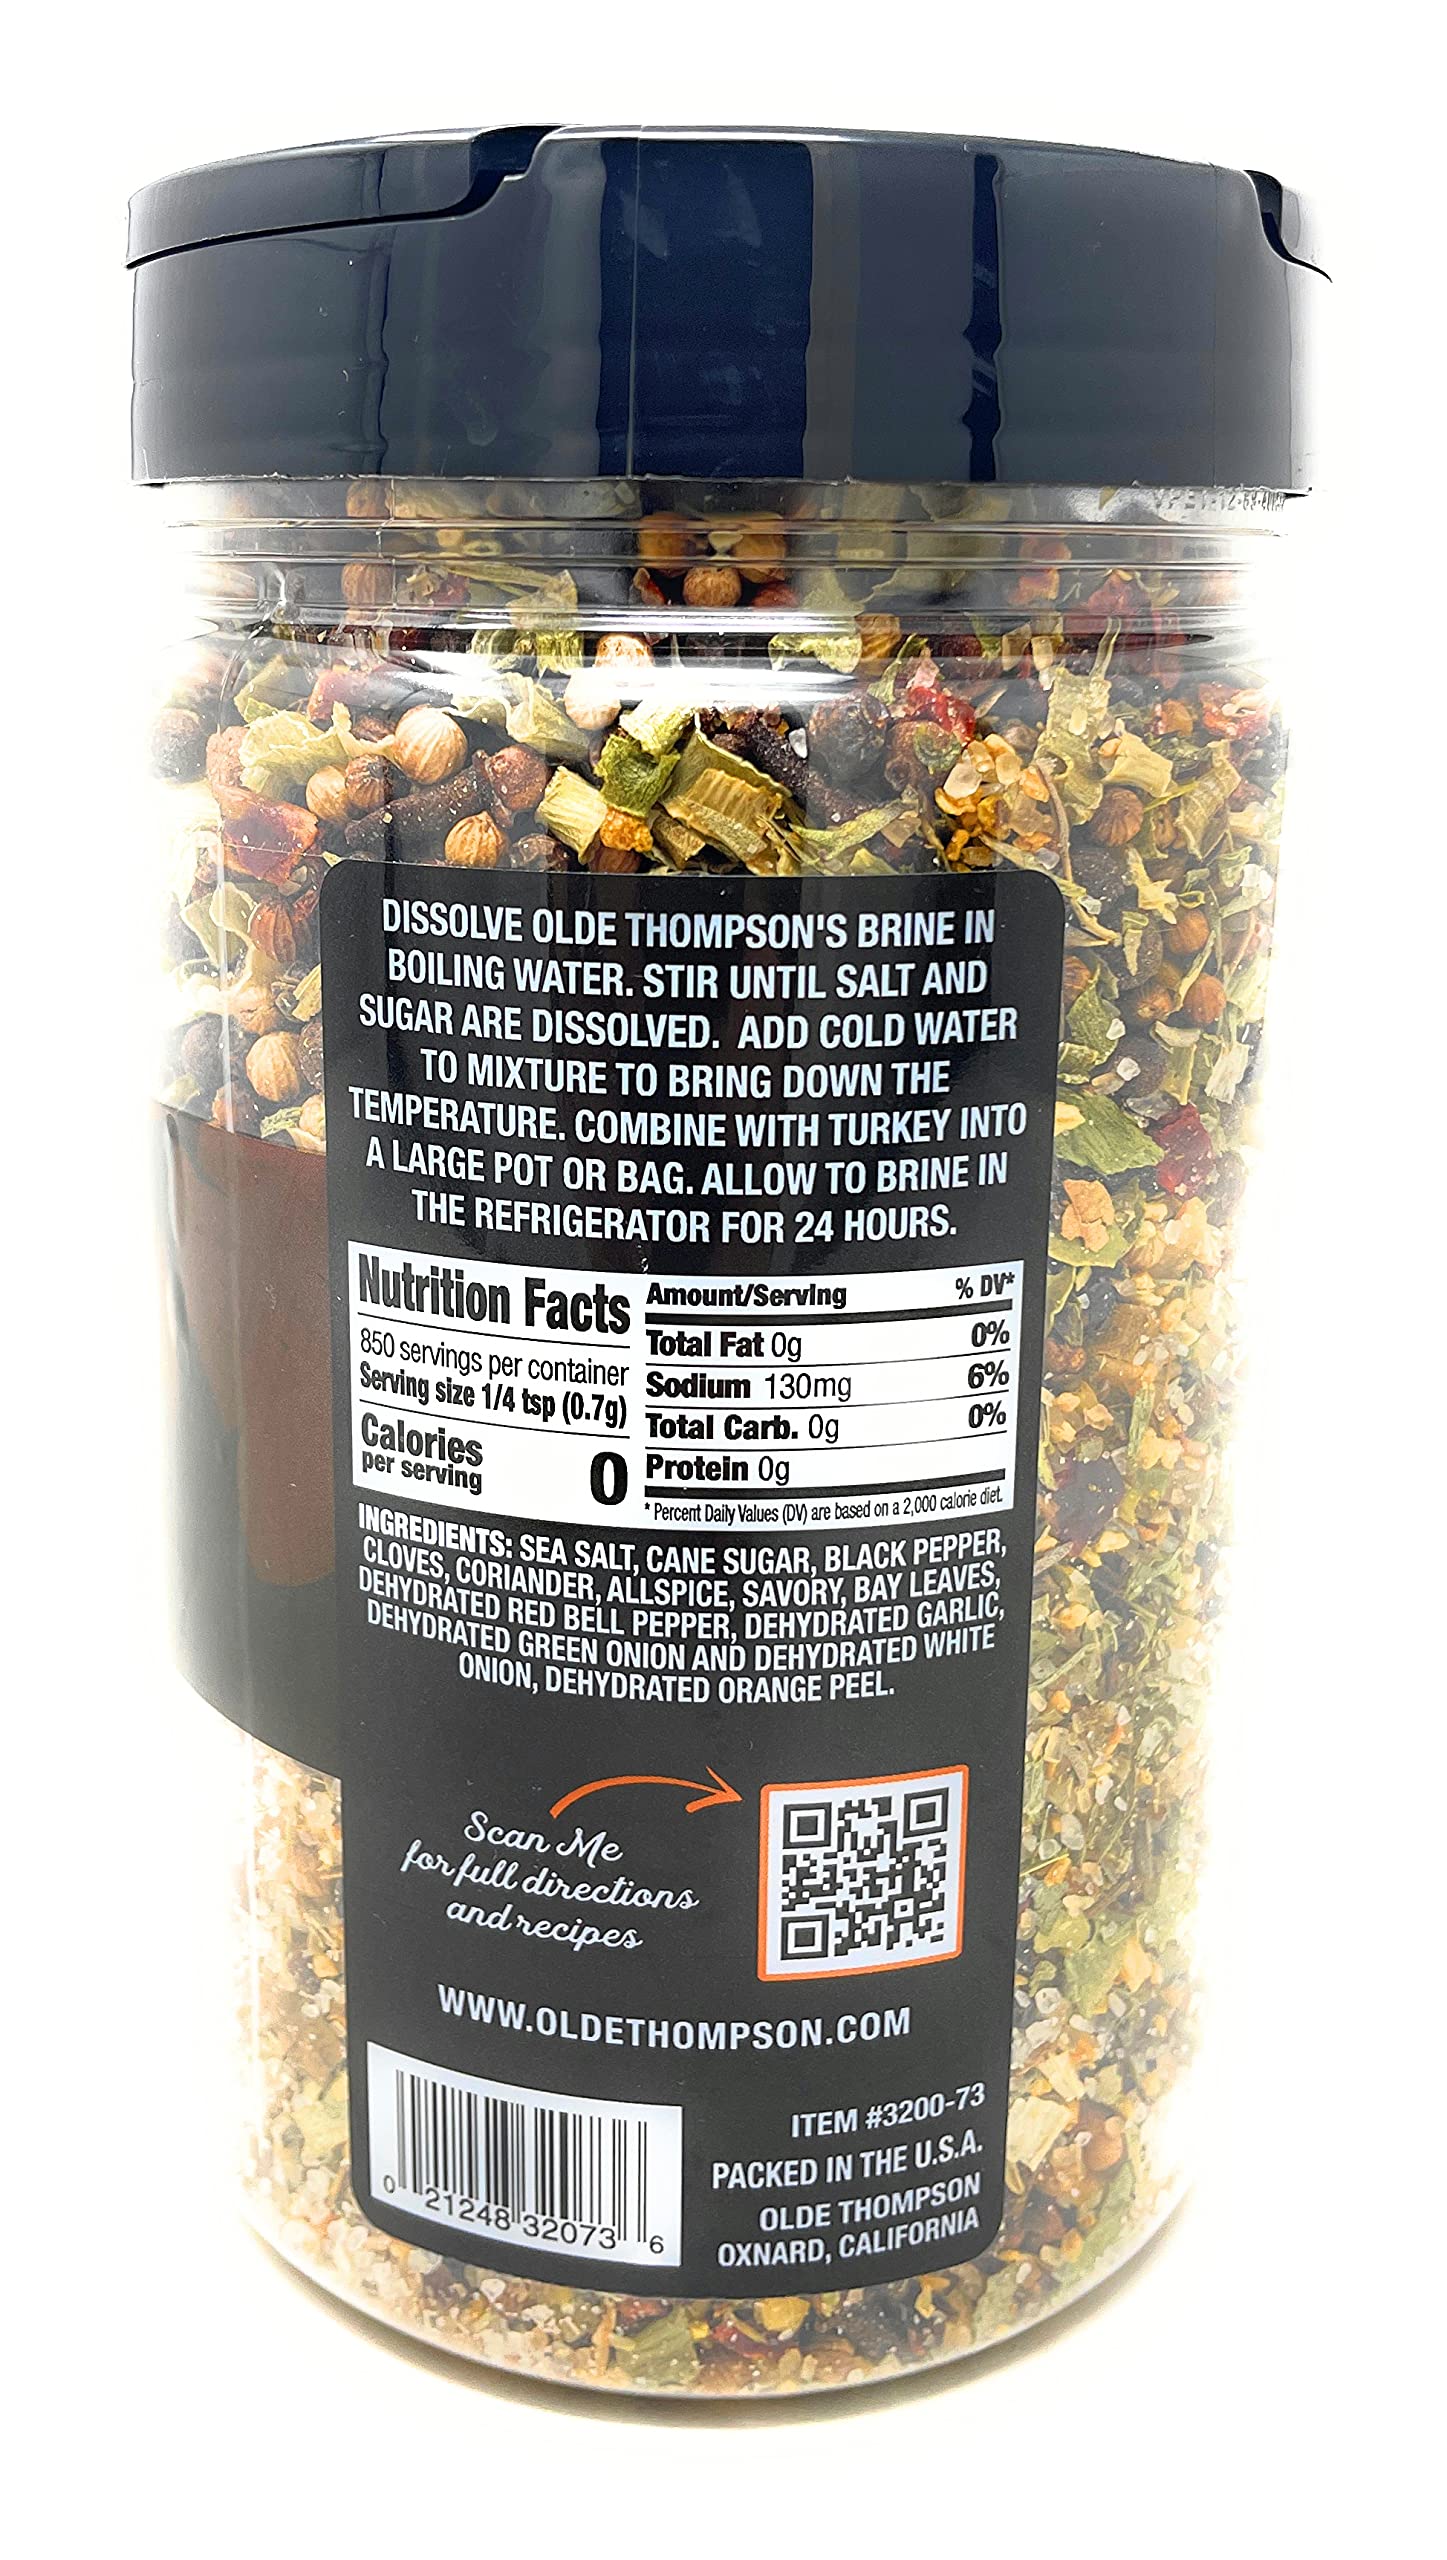 DISSOLVE OLDE THOMPSON'S BRINE IN
BOILING WATER. STIR UNTIL SALT AND
SUGAR ARE DISSOLVED. ADD COLD WATER
TO MIXTURE TO BRING DOWN THE
TEMPERATURE. COMBINE WITH TURKEY INTO
A LARGE POT OR BAG. ALLOW TO BRINE IN
THE REFRIGERATOR FOR 24 HOURS.
Nutrition Facts
850 servings per container
Serving size 1/4 tsp (0.7g)
Calories
per serving 0
Amount/Serving % DV*
Total Fat 0g 0%
Sodium 130mg 6%
Total Carb. 0g 0%
Protein 0g
* Percent Daily Values (DV) are based on a 2,000 calorie diet.
INGREDIENTS: SEA SALT, CANE SUGAR, BLACK PEPPER,
CLOVES, CORIANDER, ALLSPICE, SAVORY, BAY LEAVES,
DEHYDRATED RED BELL PEPPER, DEHYDRATED GARLIC,
DEHYDRATED GREEN ONION AND DEHYDRATED WHITE
ONION, DEHYDRATED ORANGE PEEL.
Scan Me
for full directions
and recipes
WWW.OLDETHOMPSON.COM
0 21248 32073 6
ITEM #3200-73
PACKED IN THE U.S.A.
OLDE THOMPSON
OXNARD, CALIFORNIA